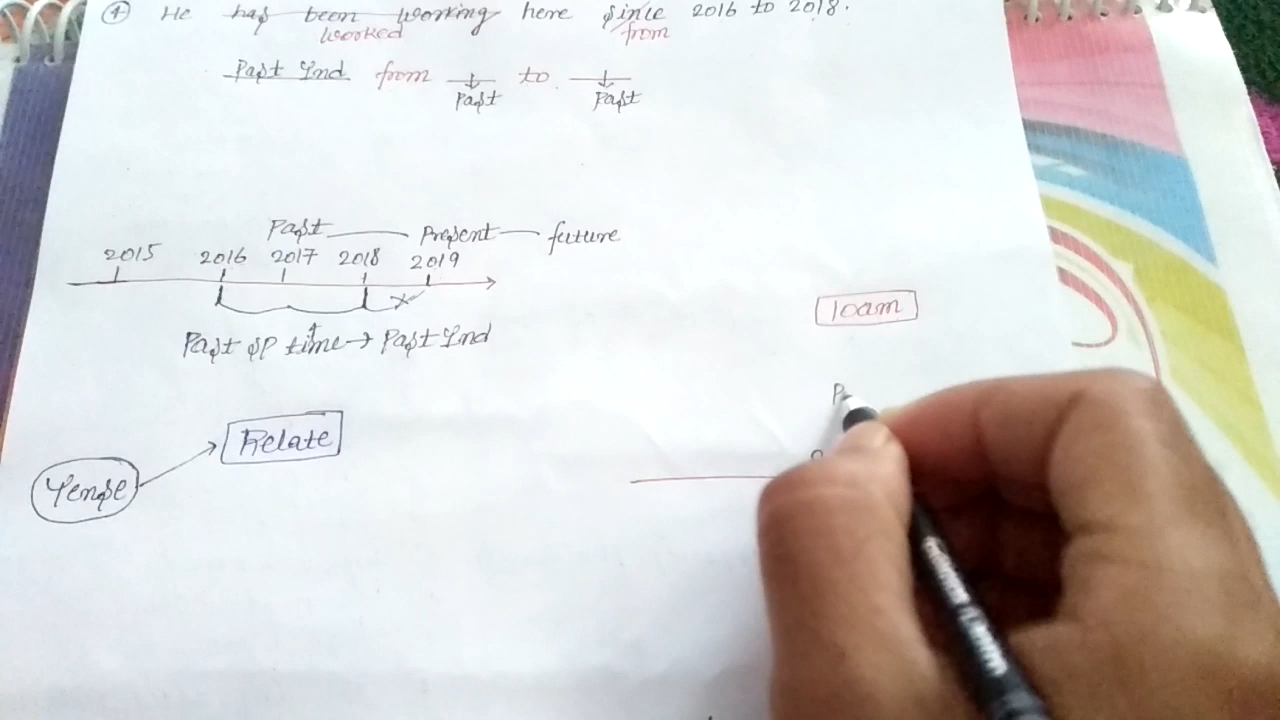 ④ He has been working here since 2016 to 2018.
worked from
Past Ind from to
Past Past
Past Present future
2015 2016 2017 2018 2019
10am
Past of time → Past Ind
P
Relate
Tense